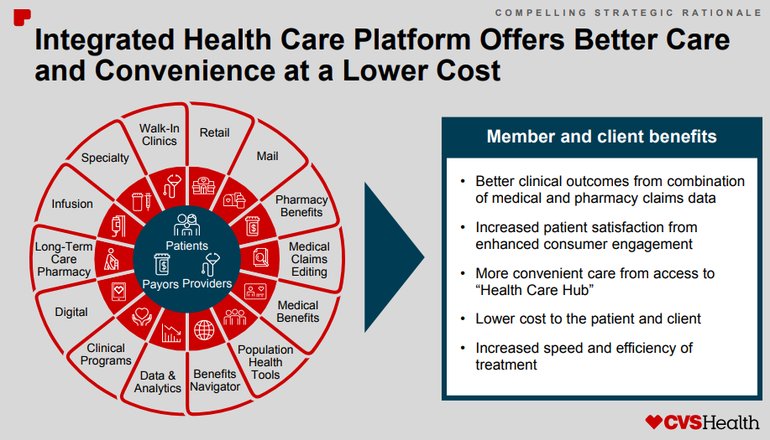 COMPELLING STRATEGIC RATIONALE
Integrated Health Care Platform Offers Better Care
and Convenience at a Lower Cost
Walk-In
Clinics
Retail
Mail
Pharmacy
Benefits
Medical
Claims
Editing
Medical
Benefits
Population
Health
Tools
Benefits
Navigator
Data &
Analytics
Clinical
Programs
Digital
Long-Term
Care
Pharmacy
Infusion
Specialty
Patients
Payors
Providers
Member and client benefits
• Better clinical outcomes from combination
of medical and pharmacy claims data
• Increased patient satisfaction from
enhanced consumer engagement
• More convenient care from access to
“Health Care Hub”
• Lower cost to the patient and client
• Increased speed and efficiency of
treatment
CVSHealth